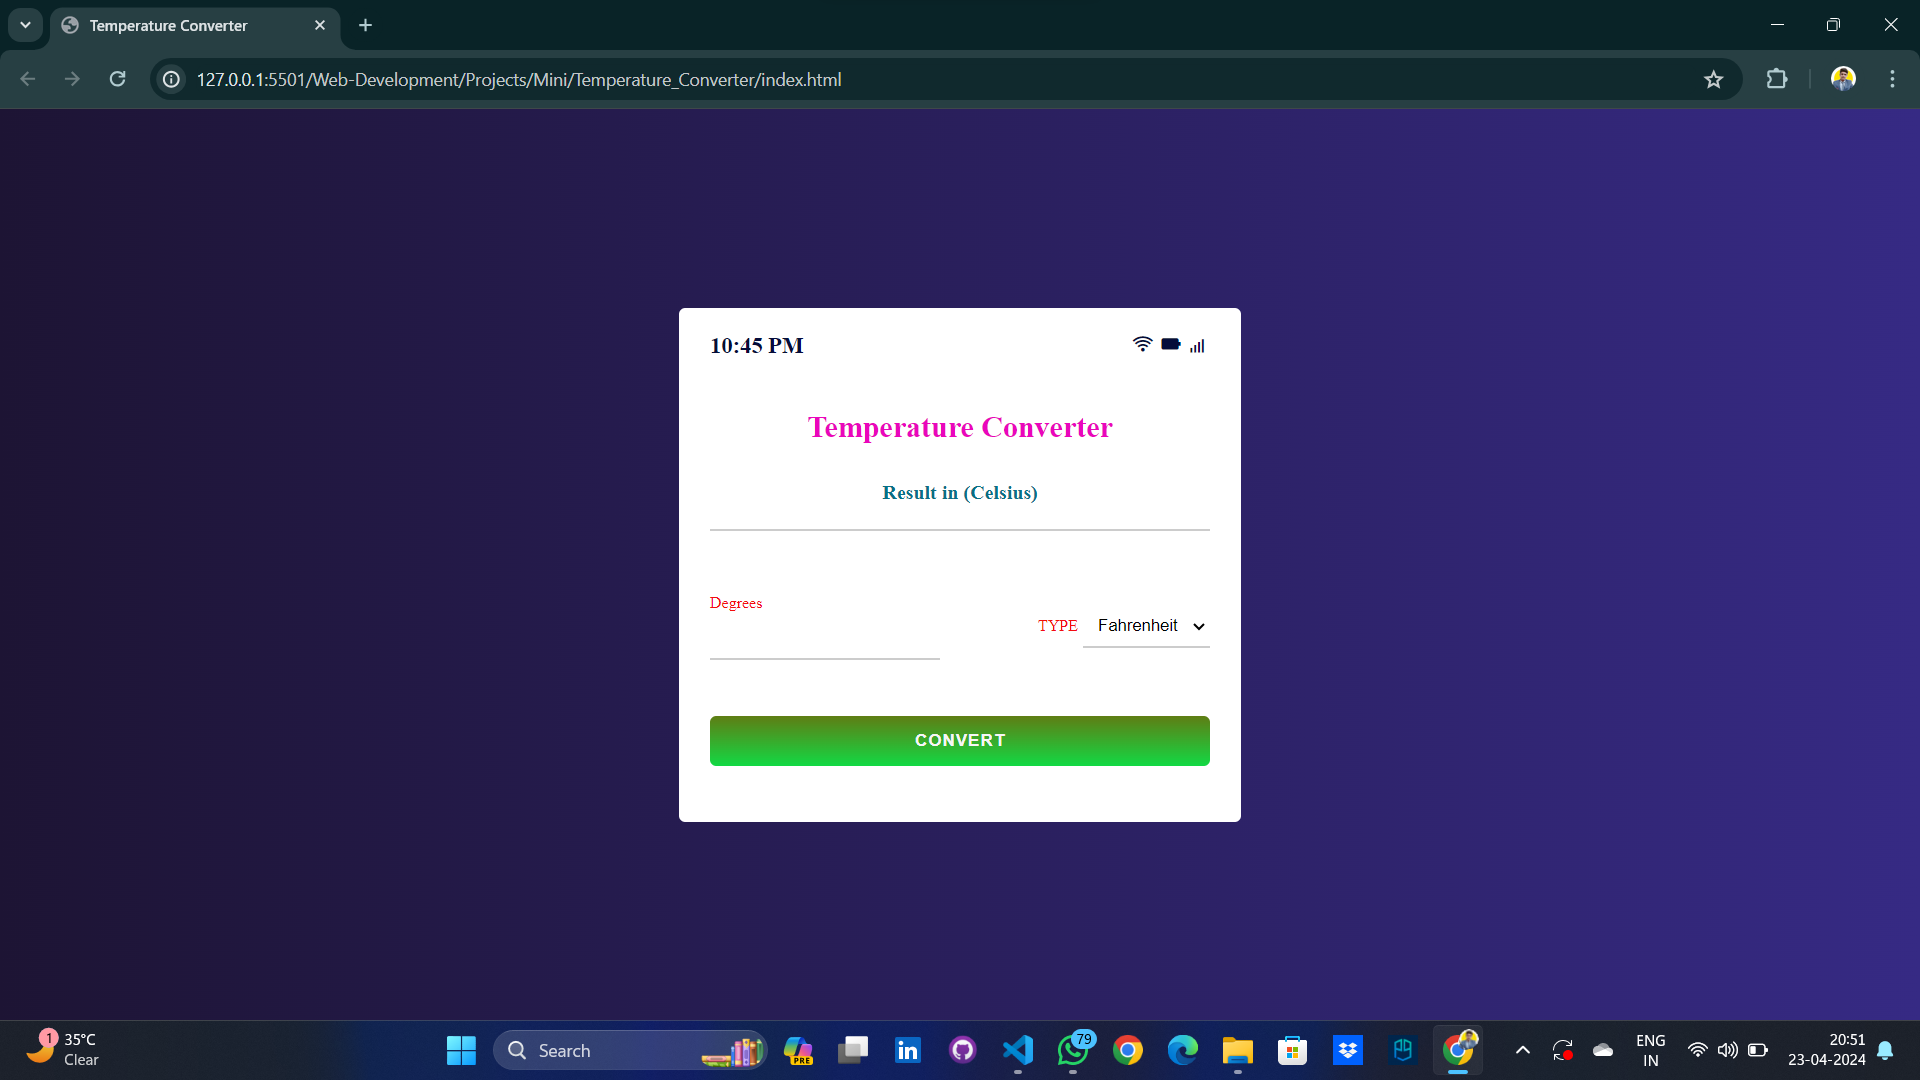 Temperature Converter
127.0.0.1:5501/Web-Development/Projects/Mini/Temperature_Converter/index.html
10:45 PM
Temperature Converter
Result in (Celsius)
Degrees
TYPE Fahrenheit
CONVERT
1
35°C
Clear
Search
PRE
in
79
ENG
IN
20:51
23-04-2024